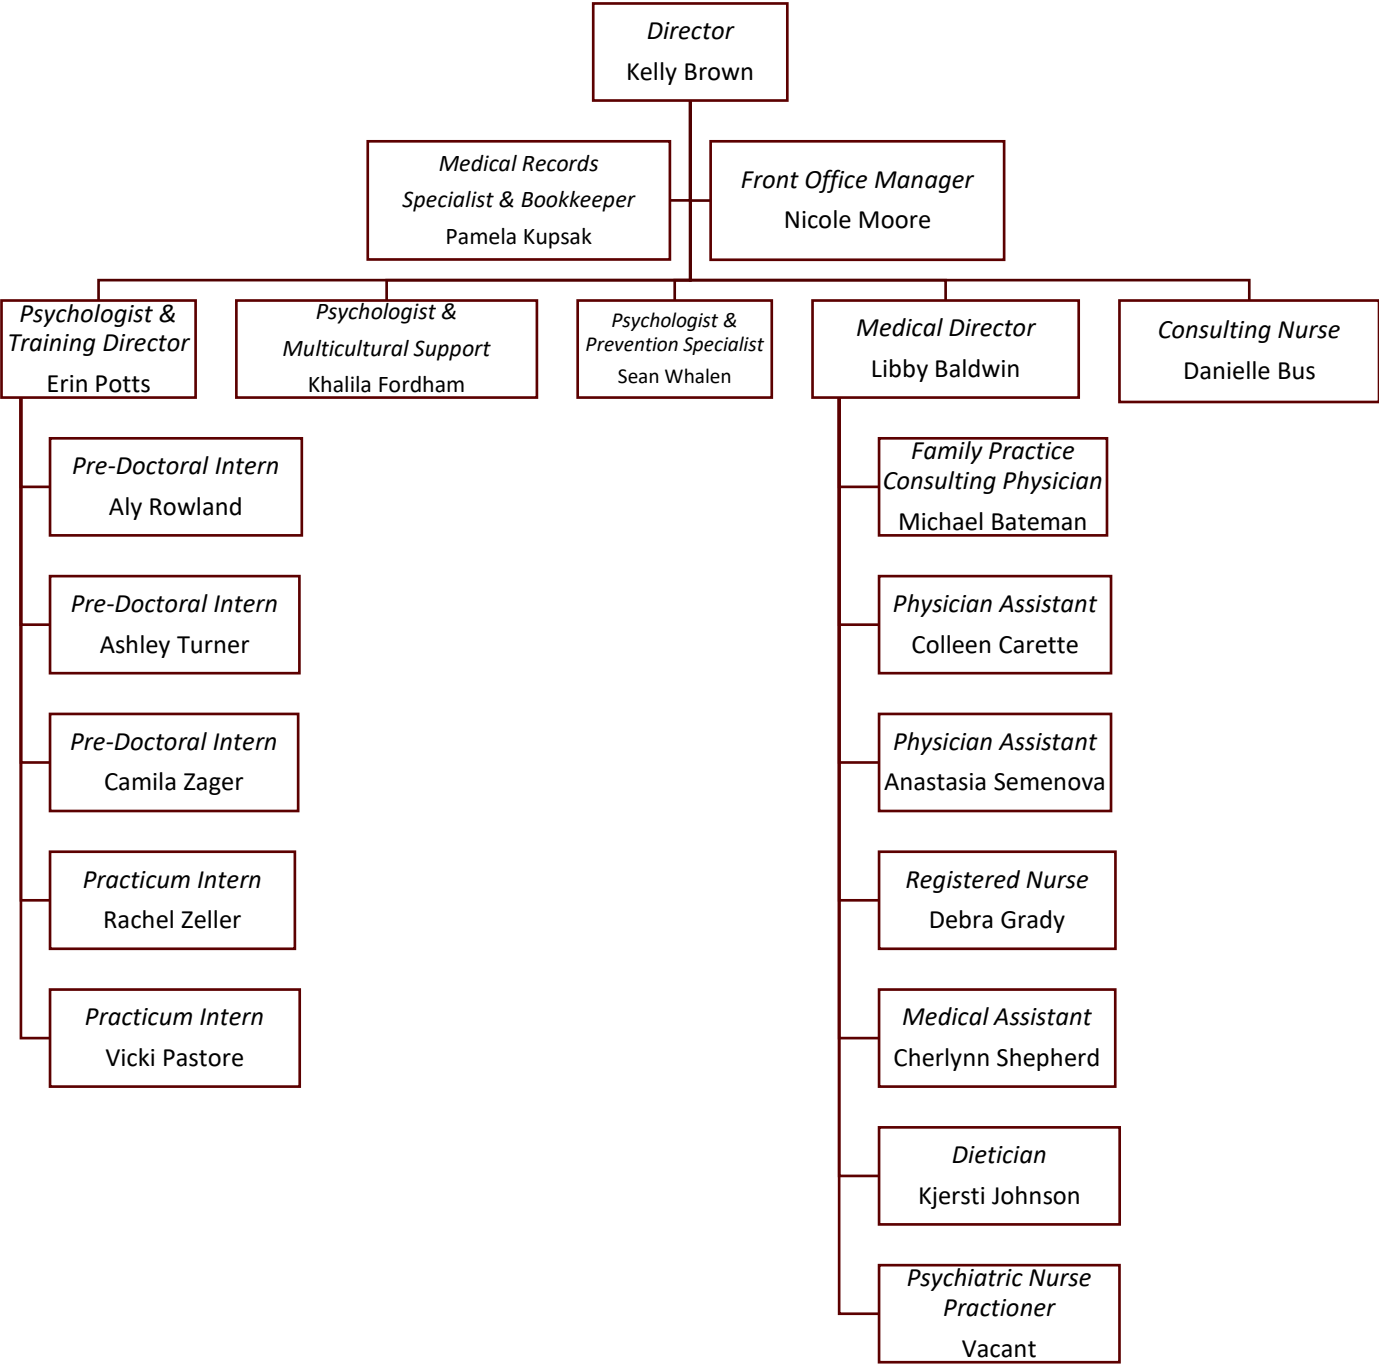 Director
Kelly Brown
Medical Records
Specialist & Bookkeeper
Pamela Kupsak
Front Office Manager
Nicole Moore
Psychologist &
Training Director
Erin Potts
Psychologist &
Multicultural Support
Khalila Fordham
Psychologist &
Prevention Specialist
Sean Whalen
Medical Director
Libby Baldwin
Consulting Nurse
Danielle Bus
Pre-Doctoral Intern
Aly Rowland
Pre-Doctoral Intern
Ashley Turner
Pre-Doctoral Intern
Camila Zager
Practicum Intern
Rachel Zeller
Practicum Intern
Vicki Pastore
Family Practice
Consulting Physician
Michael Bateman
Physician Assistant
Colleen Carette
Physician Assistant
Anastasia Semenova
Registered Nurse
Debra Grady
Medical Assistant
Cherlynn Shepherd
Dietician
Kjersti Johnson
Psychiatric Nurse
Practioner
Vacant